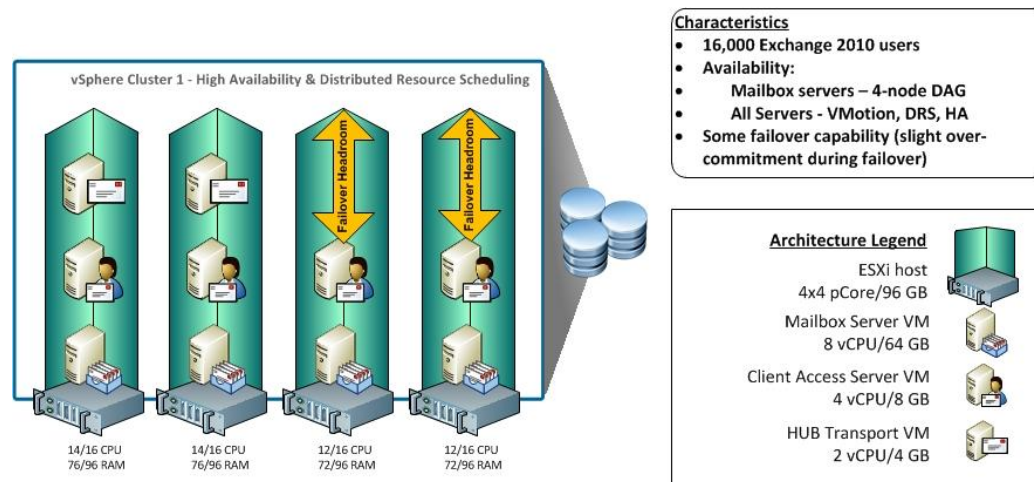 vSphere Cluster 1 - High Availability & Distributed Resource Scheduling
Failover Headroom
Failover Headroom
14/16 CPU
76/96 RAM
14/16 CPU
76/96 RAM
12/16 CPU
72/96 RAM
12/16 CPU
72/96 RAM
Characteristics
• 16,000 Exchange 2010 users
• Availability:
Mailbox servers – 4-node DAG
All Servers - VMotion, DRS, HA
• Some failover capability (slight over-
commitment during failover)
Architecture Legend
ESXi host
4x4 pCore/96 GB
Mailbox Server VM
8 vCPU/64 GB
Client Access Server VM
4 vCPU/8 GB
HUB Transport VM
2 vCPU/4 GB